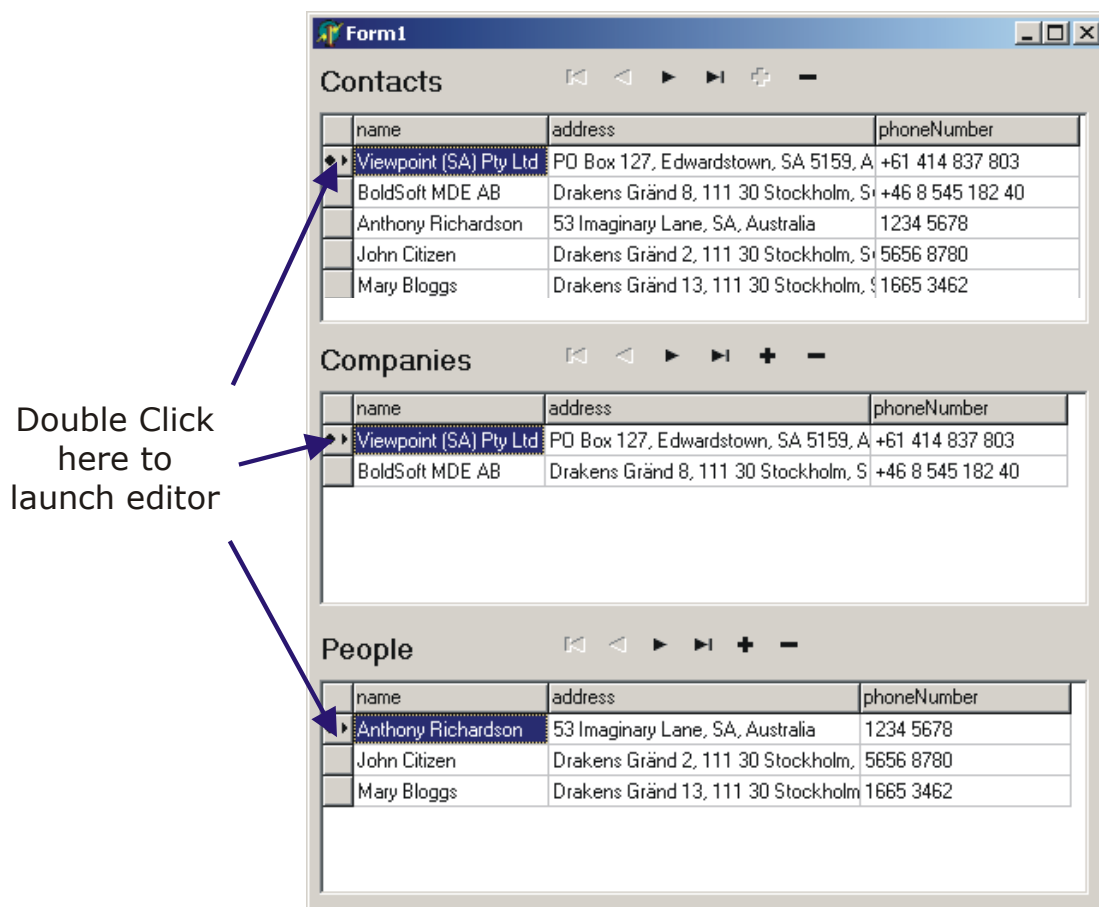 Form1
Contacts
name address phoneNumber
Viewpoint (SA) Pty Ltd PO Box 127, Edwardstown, SA 5159, A +61 414 837 803
BoldSoft MDE AB Drakens Gränd 8, 111 30 Stockholm, S +46 8 545 182 40
Anthony Richardson 53 Imaginary Lane, SA, Australia 1234 5678
John Citizen Drakens Gränd 2, 111 30 Stockholm, S 5656 8780
Mary Bloggs Drakens Gränd 13, 111 30 Stockholm, S 1665 3462
Companies
name address phoneNumber
Viewpoint (SA) Pty Ltd PO Box 127, Edwardstown, SA 5159, A +61 414 837 803
BoldSoft MDE AB Drakens Gränd 8, 111 30 Stockholm, S +46 8 545 182 40
Double Click
here to
launch editor
People
name address phoneNumber
Anthony Richardson 53 Imaginary Lane, SA, Australia 1234 5678
John Citizen Drakens Gränd 2, 111 30 Stockholm, 5656 8780
Mary Bloggs Drakens Gränd 13, 111 30 Stockholm 1665 3462